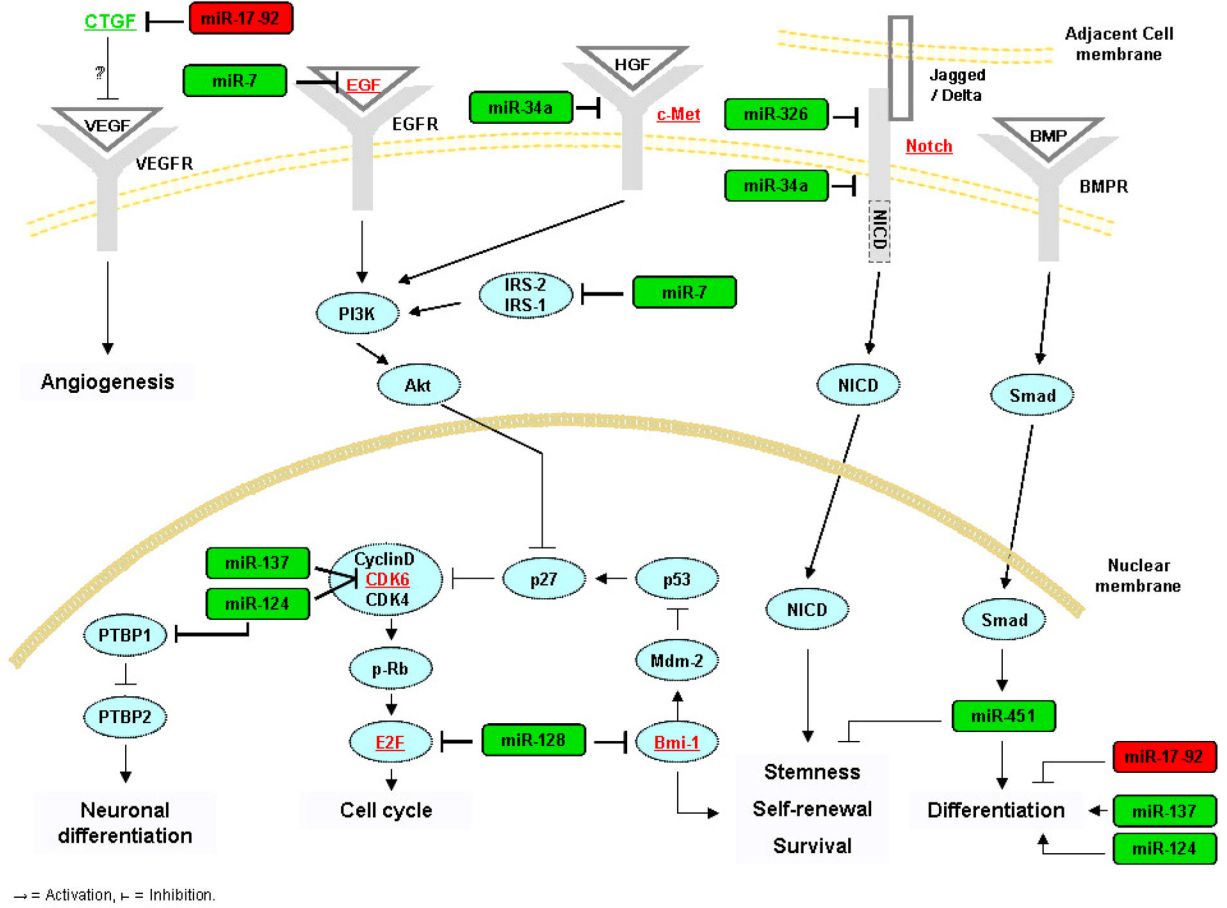 CTGF
miR-17-92
?
VEGF
VEGFR
miR-7
EGF
EGFR
HGF
miR-34a
c-Met
miR-326
miR-34a
Jagged
/ Delta
Notch
NICD
Adjacent Cell
membrane
BMP
BMPR
PI3K
IRS-2
IRS-1
miR-7
Angiogenesis
Akt
NICD
Smad
Nuclear
membrane
miR-137
miR-124
CyclinD
CDK6
CDK4
p27
p53
NICD
Smad
PTBP1
p-Rb
Mdm-2
PTBP2
E2F
miR-128
Bmi-1
miR-451
Neuronal
differentiation
Cell cycle
Stemness
Self-renewal
Survival
Differentiation
miR-17-92
miR-137
miR-124
→ = Activation, ⊢ = Inhibition.